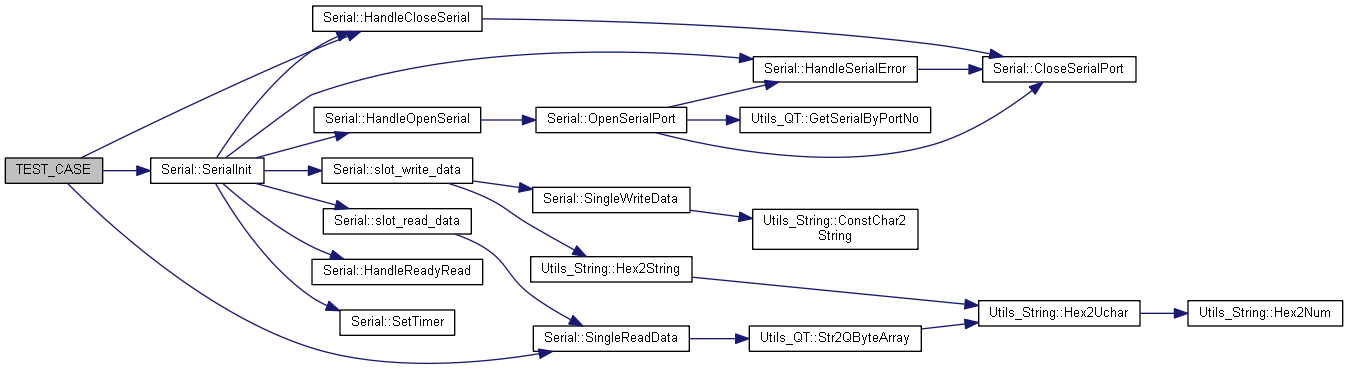 Serial::HandleCloseSerial
Serial::HandleSerialError
Serial::CloseSerialPort
Serial::HandleOpenSerial
Serial::OpenSerialPort
Utils_QT::GetSerialByPortNo
TEST_CASE
Serial::SerialInit
Serial::slot_write_data
Serial::SingleWriteData
Serial::slot_read_data
Utils_String::ConstChar2
String
Serial::HandleReadyRead
Utils_String::Hex2String
Serial::SetTimer
Utils_String::Hex2Uchar
Utils_String::Hex2Num
Serial::SingleReadData
Utils_QT::Str2QByteArray